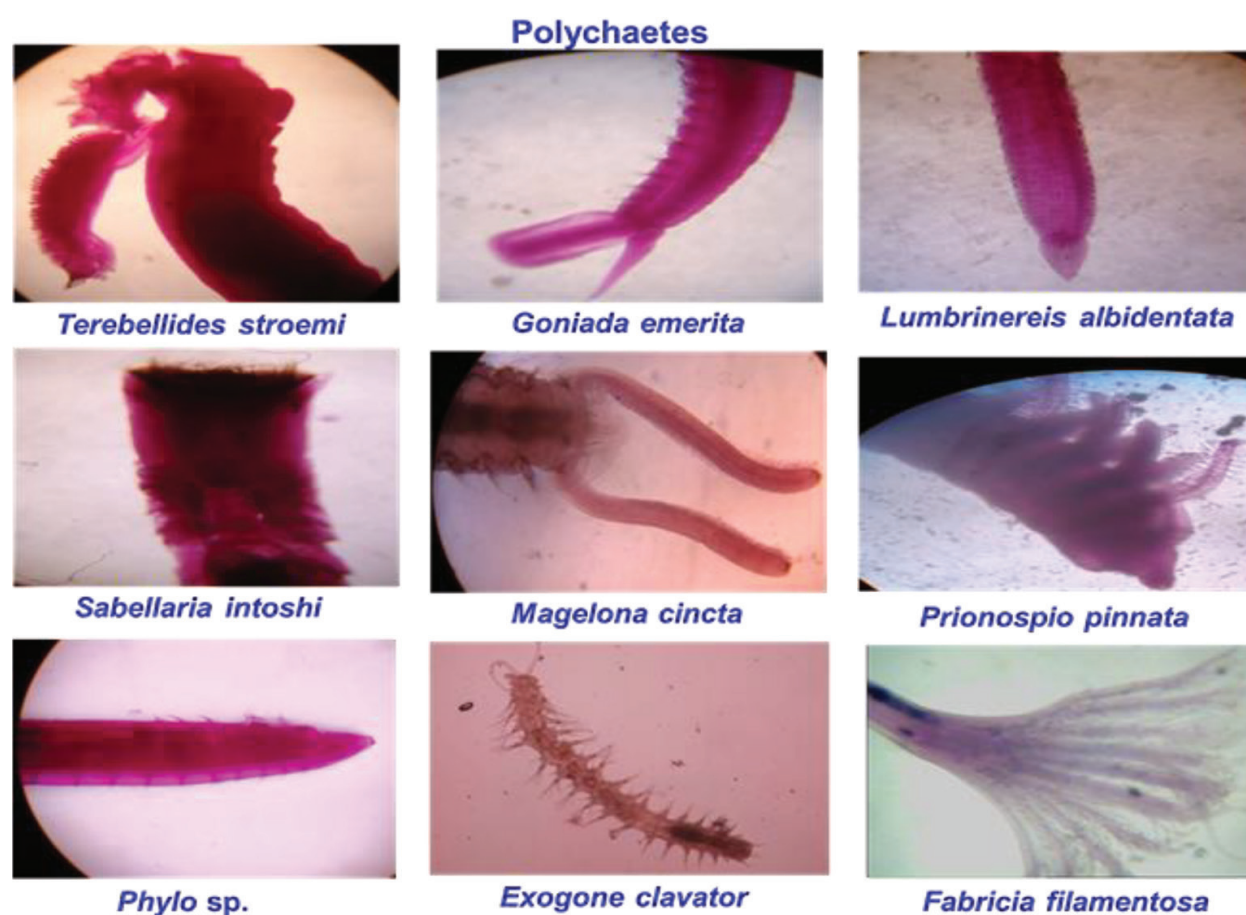 Polychaetes
Terebellides stroemi
Goniada emerita
Lumbrinereis albidentata
Sabellaria intoshi
Magelona cincta
Prionospio pinnata
Phylo sp.
Exogone clavator
Fabricia filamentosa